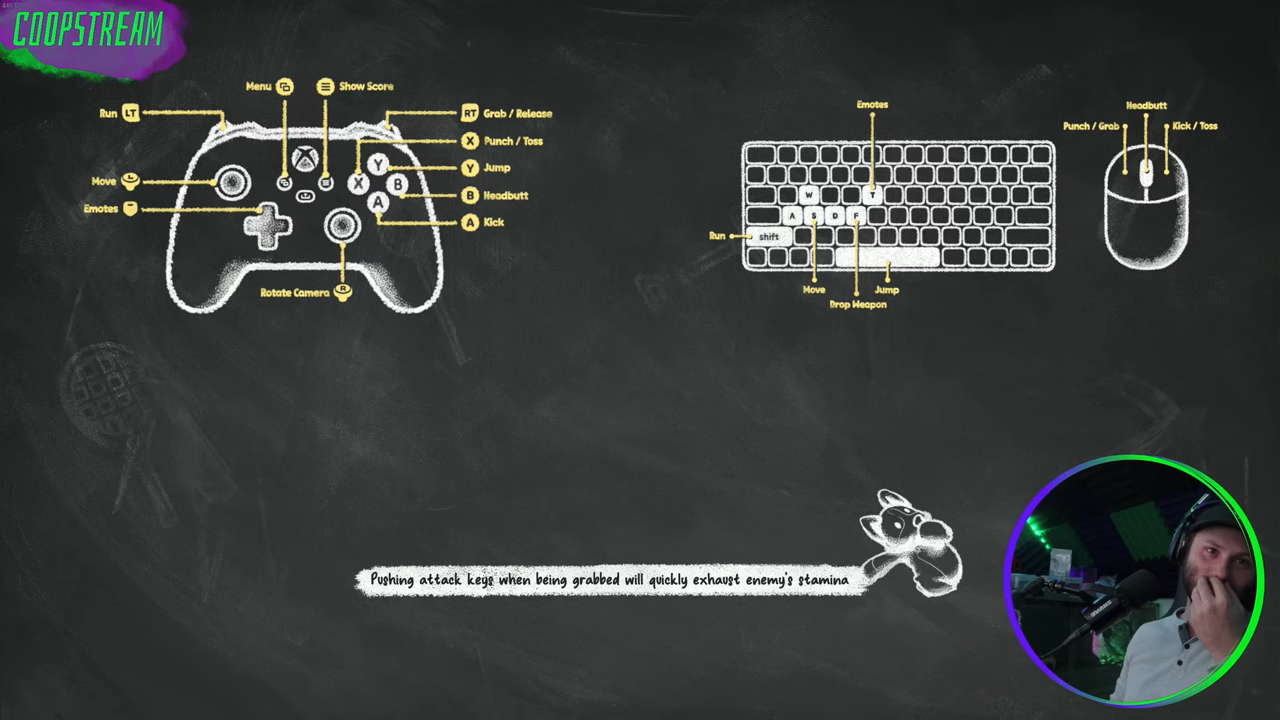 COOPSTREAM
Menu
Show Score
Run LT
RT Grab / Release
X Punch / Toss
Y Jump
B Headbutt
A Kick
Move L
Emotes
Y
X
B
A
Rotate Camera R
Emotes
W
T
A S D F
Run
shift
Move
Jump
Drop Weapon
Headbutt
Punch / Grab
Kick / Toss
Pushing attack keys when being grabbed will quickly exhaust enemy's stamina